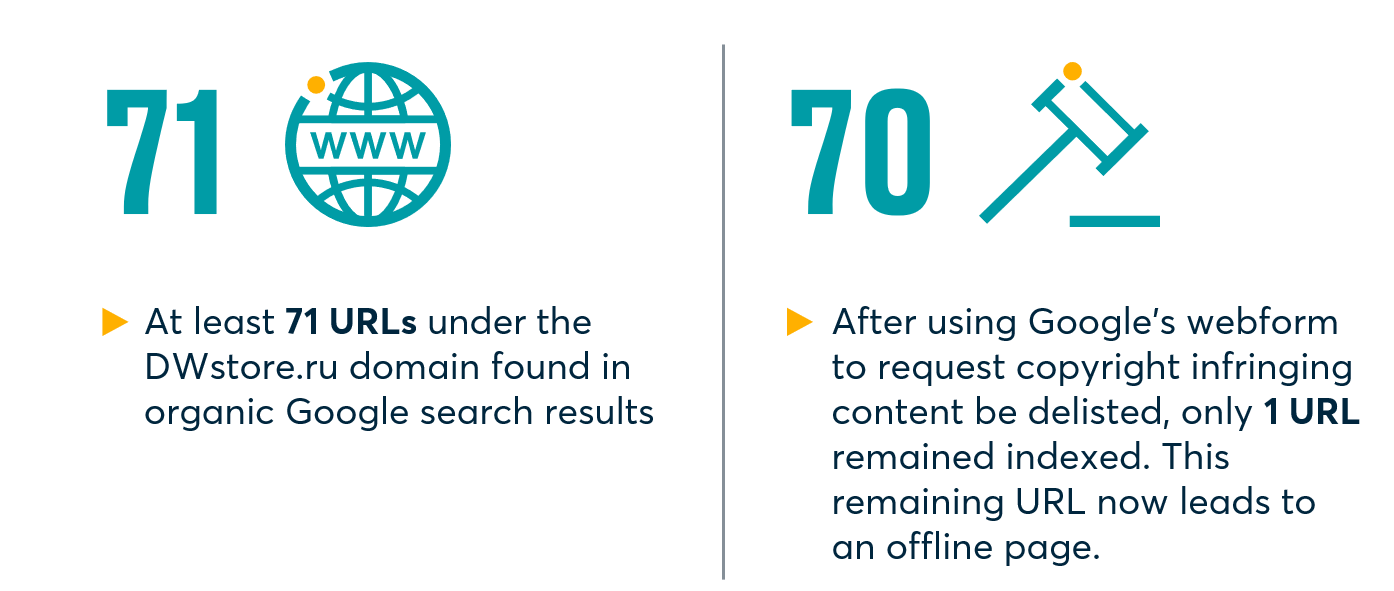 71
WWW
At least 71 URLs under the
DWstore.ru domain found in
organic Google search results
70
After using Google’s webform
to request copyright infringing
content be delisted, only 1 URL
remained indexed. This
remaining URL now leads to
an offline page.